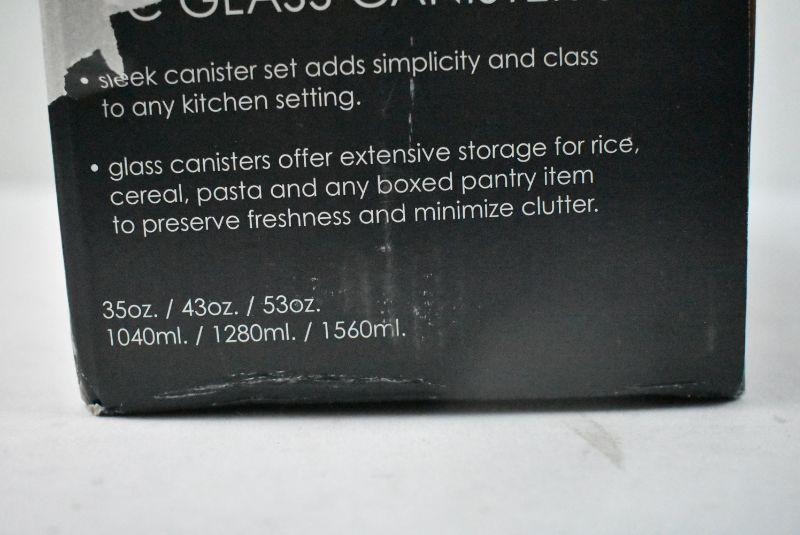 GLASS
• sleek canister set adds simplicity and class
to any kitchen setting.
• glass canisters offer extensive storage for rice,
cereal, pasta and any boxed pantry item
to preserve freshness and minimize clutter.
35oz. / 43oz. / 53oz.
1040ml. / 1280ml. / 1560ml.